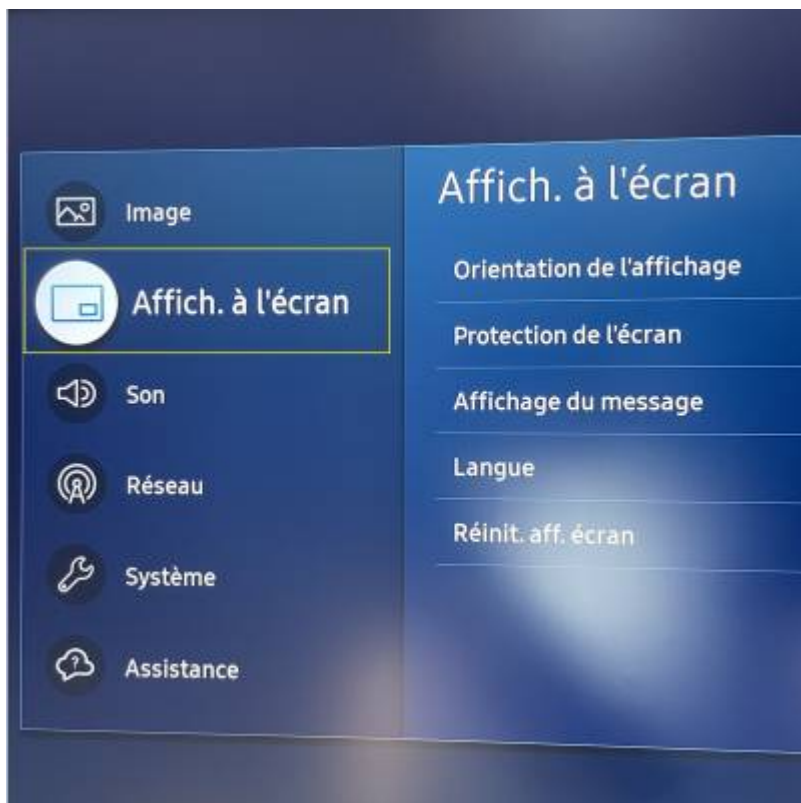 Image
Affich. à l'écran
Son
Réseau
Système
Assistance
Affich. à l'écran
Orientation de l'affichage
Protection de l'écran
Affichage du message
Langue
Réinit. aff. écran